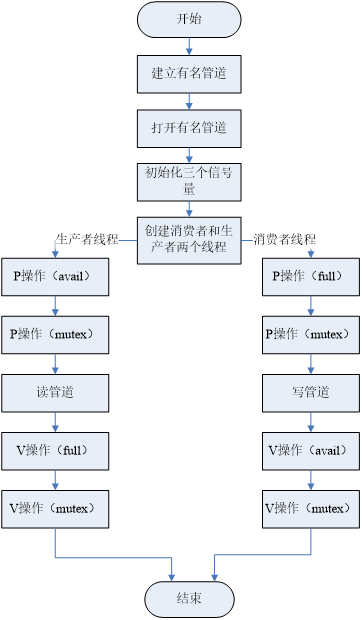 开始
建立有名管道
打开有名管道
初始化三个信号
量
创建消费者和生
产者两个线程
生产者线程
消费者线程
P操作（avail）
P操作（full）
P操作（mutex）
P操作（mutex）
读管道
写管道
V操作（full）
V操作（avail）
V操作（mutex）
V操作（mutex）
结束